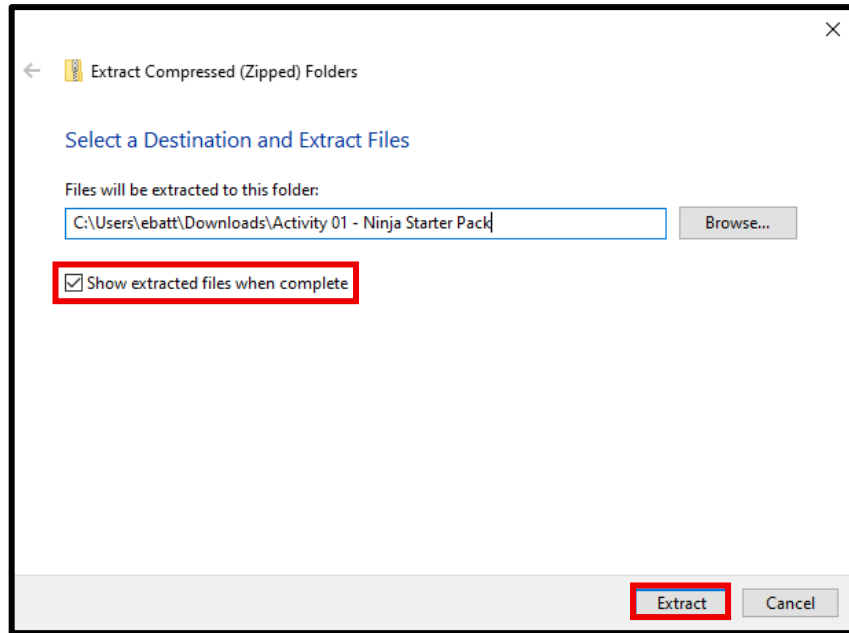 Extract Compressed (Zipped) Folders
Select a Destination and Extract Files
Files will be extracted to this folder:
C:\Users\ebatt\Downloads\Activity 01 - Ninja Starter Pack
Browse...
Show extracted files when complete
Extract
Cancel